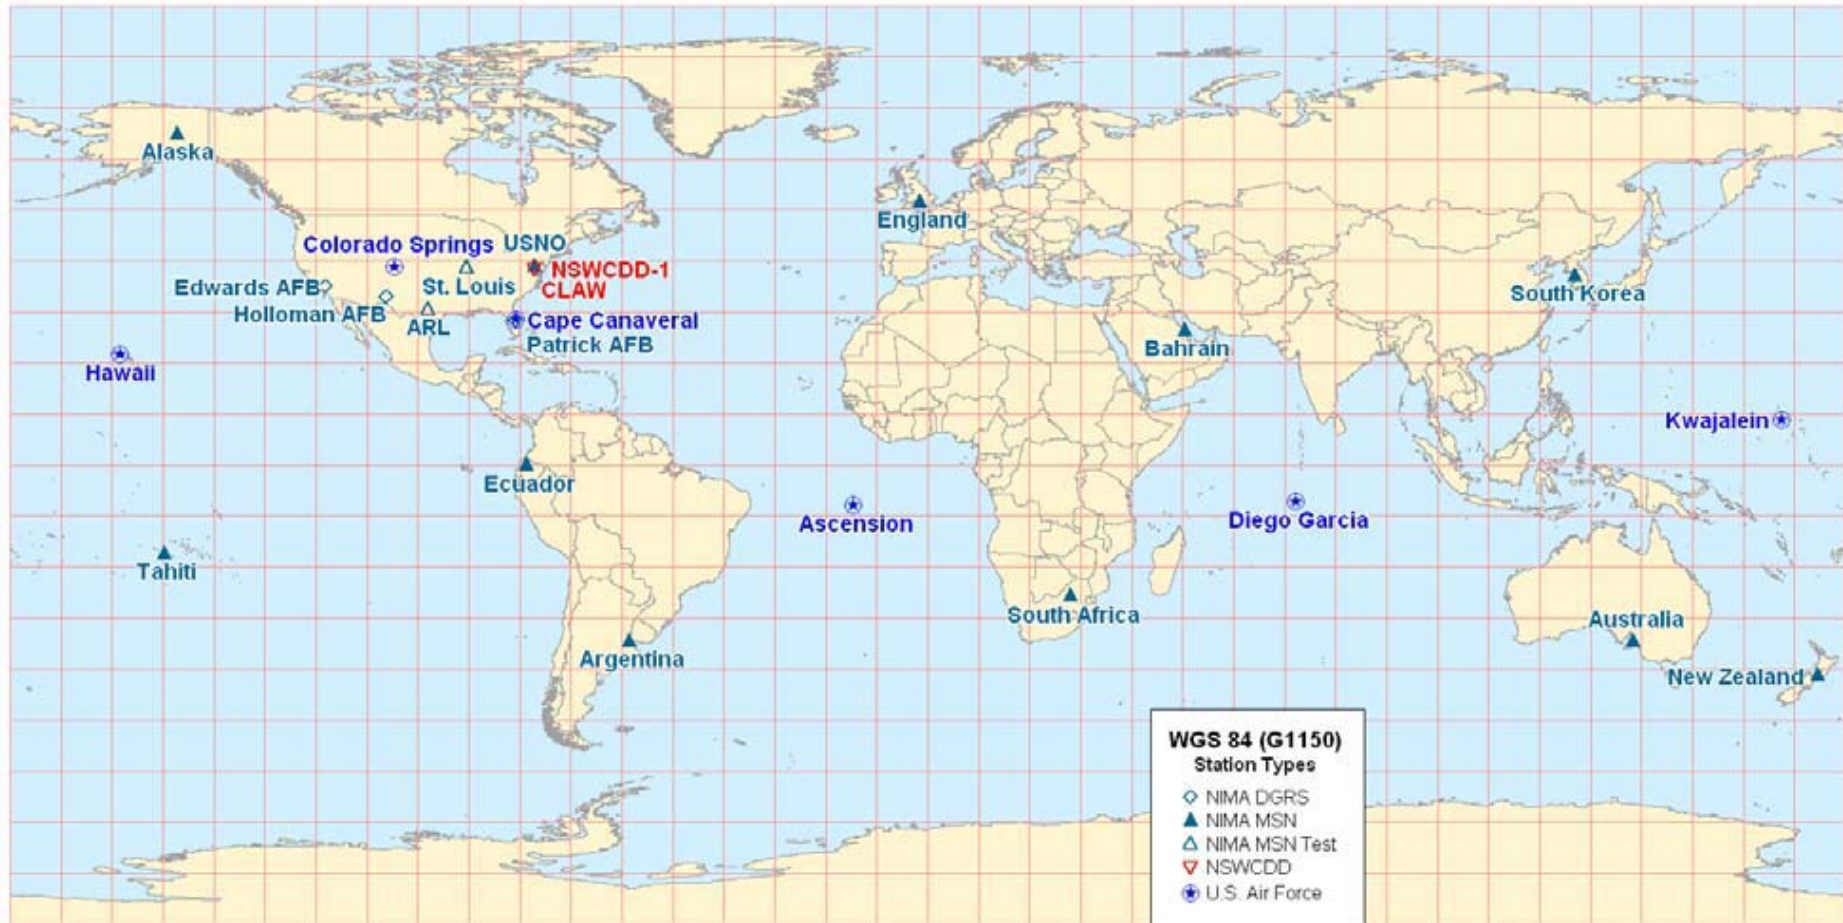 Alaska
England
Colorado Springs
USNO
NSWCDD-1
CLAW
Edwards AFB
St. Louis
Holloman AFB
ARL
South Korea
Cape Canaveral
Patrick AFB
Bahrain
Hawaii
Kwajalein
Ecuador
Ascension
Diego Garcia
Tahiti
South Africa
Australia
Argentina
New Zealand
WGS 84 (G1150)
Station Types
NIMA DGRS
NIMA MSN
NIMA MSN Test
NSWCDD
U.S. Air Force